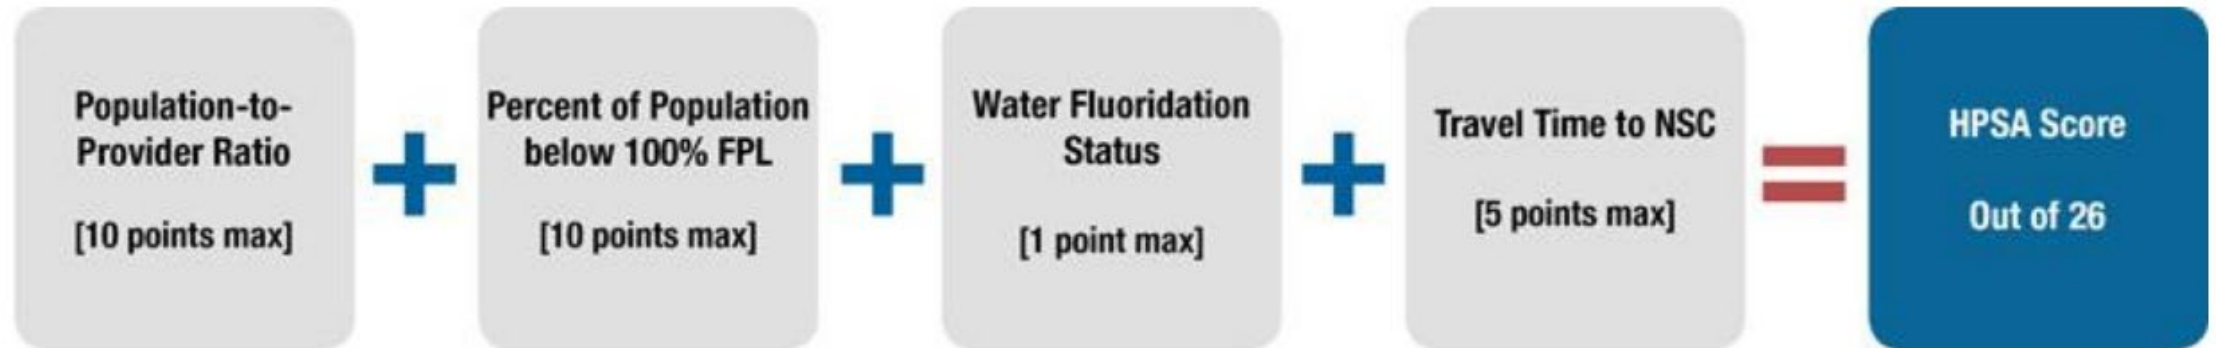 Population-to-
Provider Ratio
[10 points max]
Percent of Population
below 100% FPL
[10 points max]
Water Fluoridation
Status
[1 point max]
Travel Time to NSC
[5 points max]
HPSA Score
Out of 26